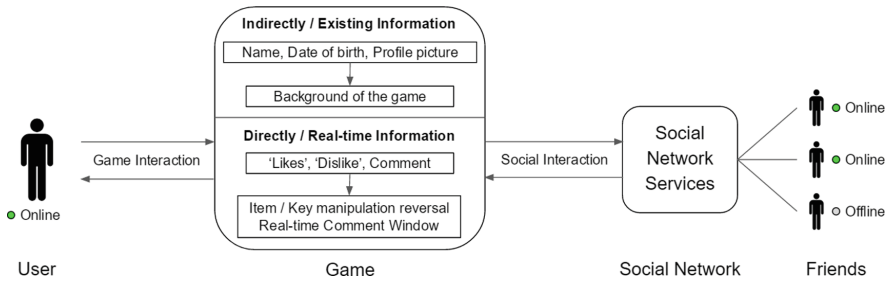 Indirectly / Existing Information
Name, Date of birth, Profile picture
Background of the game
Directly / Real-time Information
‘Likes’, ‘Dislike’, Comment
Item / Key manipulation reversal
Real-time Comment Window
Game Interaction
Online
Social Interaction
Social
Network
Services
Online
Online
Offline
User
Game
Social Network
Friends